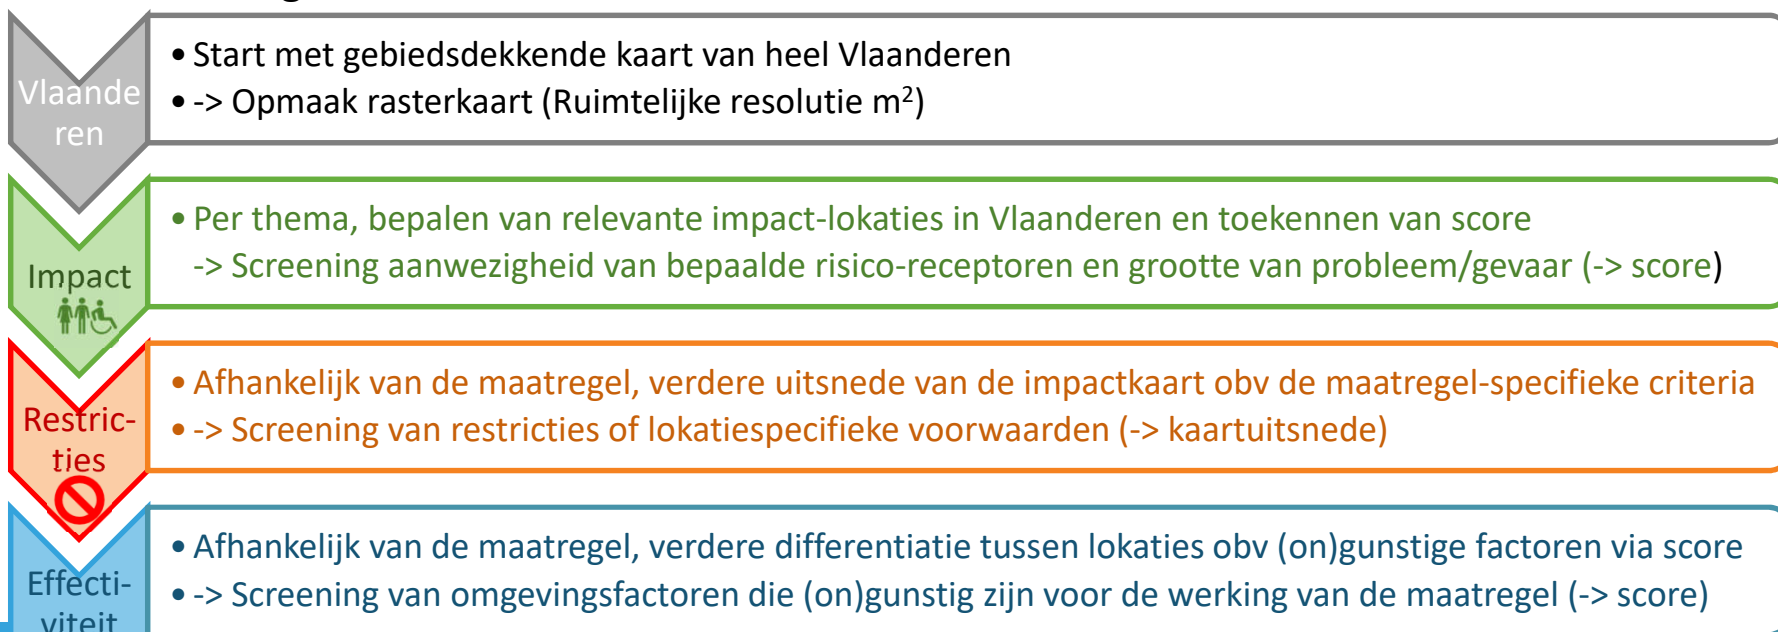 Vlaande
ren
• Start met gebiedsdekkende kaart van heel Vlaanderen
• -> Opmaak rasterkaart (Ruimtelijke resolutie m²)
Impact
• Per thema, bepalen van relevante impact-lokaties in Vlaanderen en toekennen van score
-> Screening aanwezigheid van bepaalde risico-receptoren en grootte van probleem/gevaar (-> score)
Restric-
ties
• Afhankelijk van de maatregel, verdere uitsnede van de impactkaart obv de maatregel-specifieke criteria
• -> Screening van restricties of lokatiespecifieke voorwaarden (-> kaartuitsnede)
Effecti-
viteit
• Afhankelijk van de maatregel, verdere differentiatie tussen lokaties obv (on)gunstige factoren via score
• -> Screening van omgevingsfactoren die (on)gunstig zijn voor de werking van de maatregel (-> score)